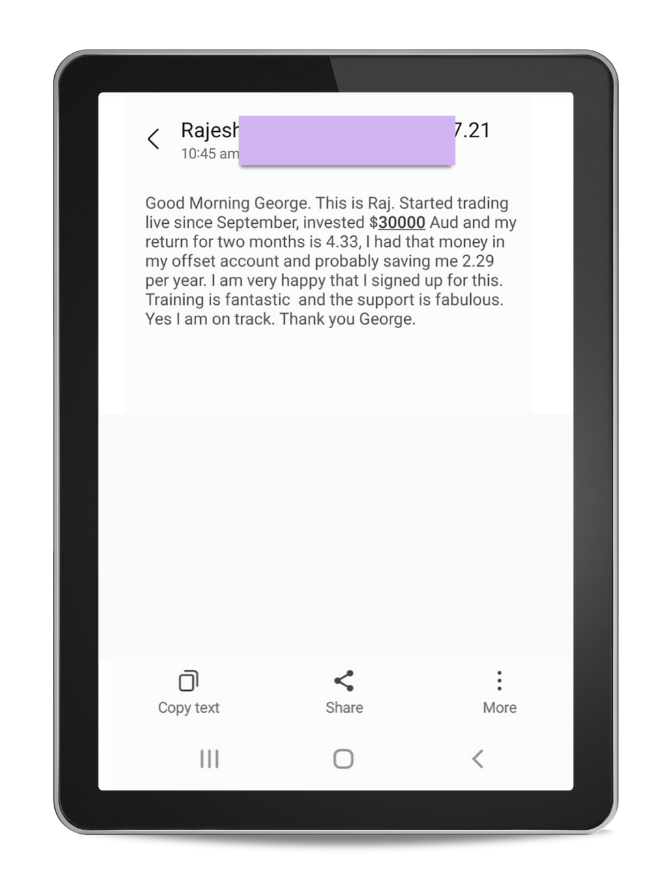 Rajesh 7.21
10:45 am
Good Morning George. This is Raj. Started trading
live since September, invested $30000 Aud and my
return for two months is 4.33, I had that money in
my offset account and probably saving me 2.29
per year. I am very happy that I signed up for this.
Training is fantastic and the support is fabulous.
Yes I am on track. Thank you George.
Copy text Share More